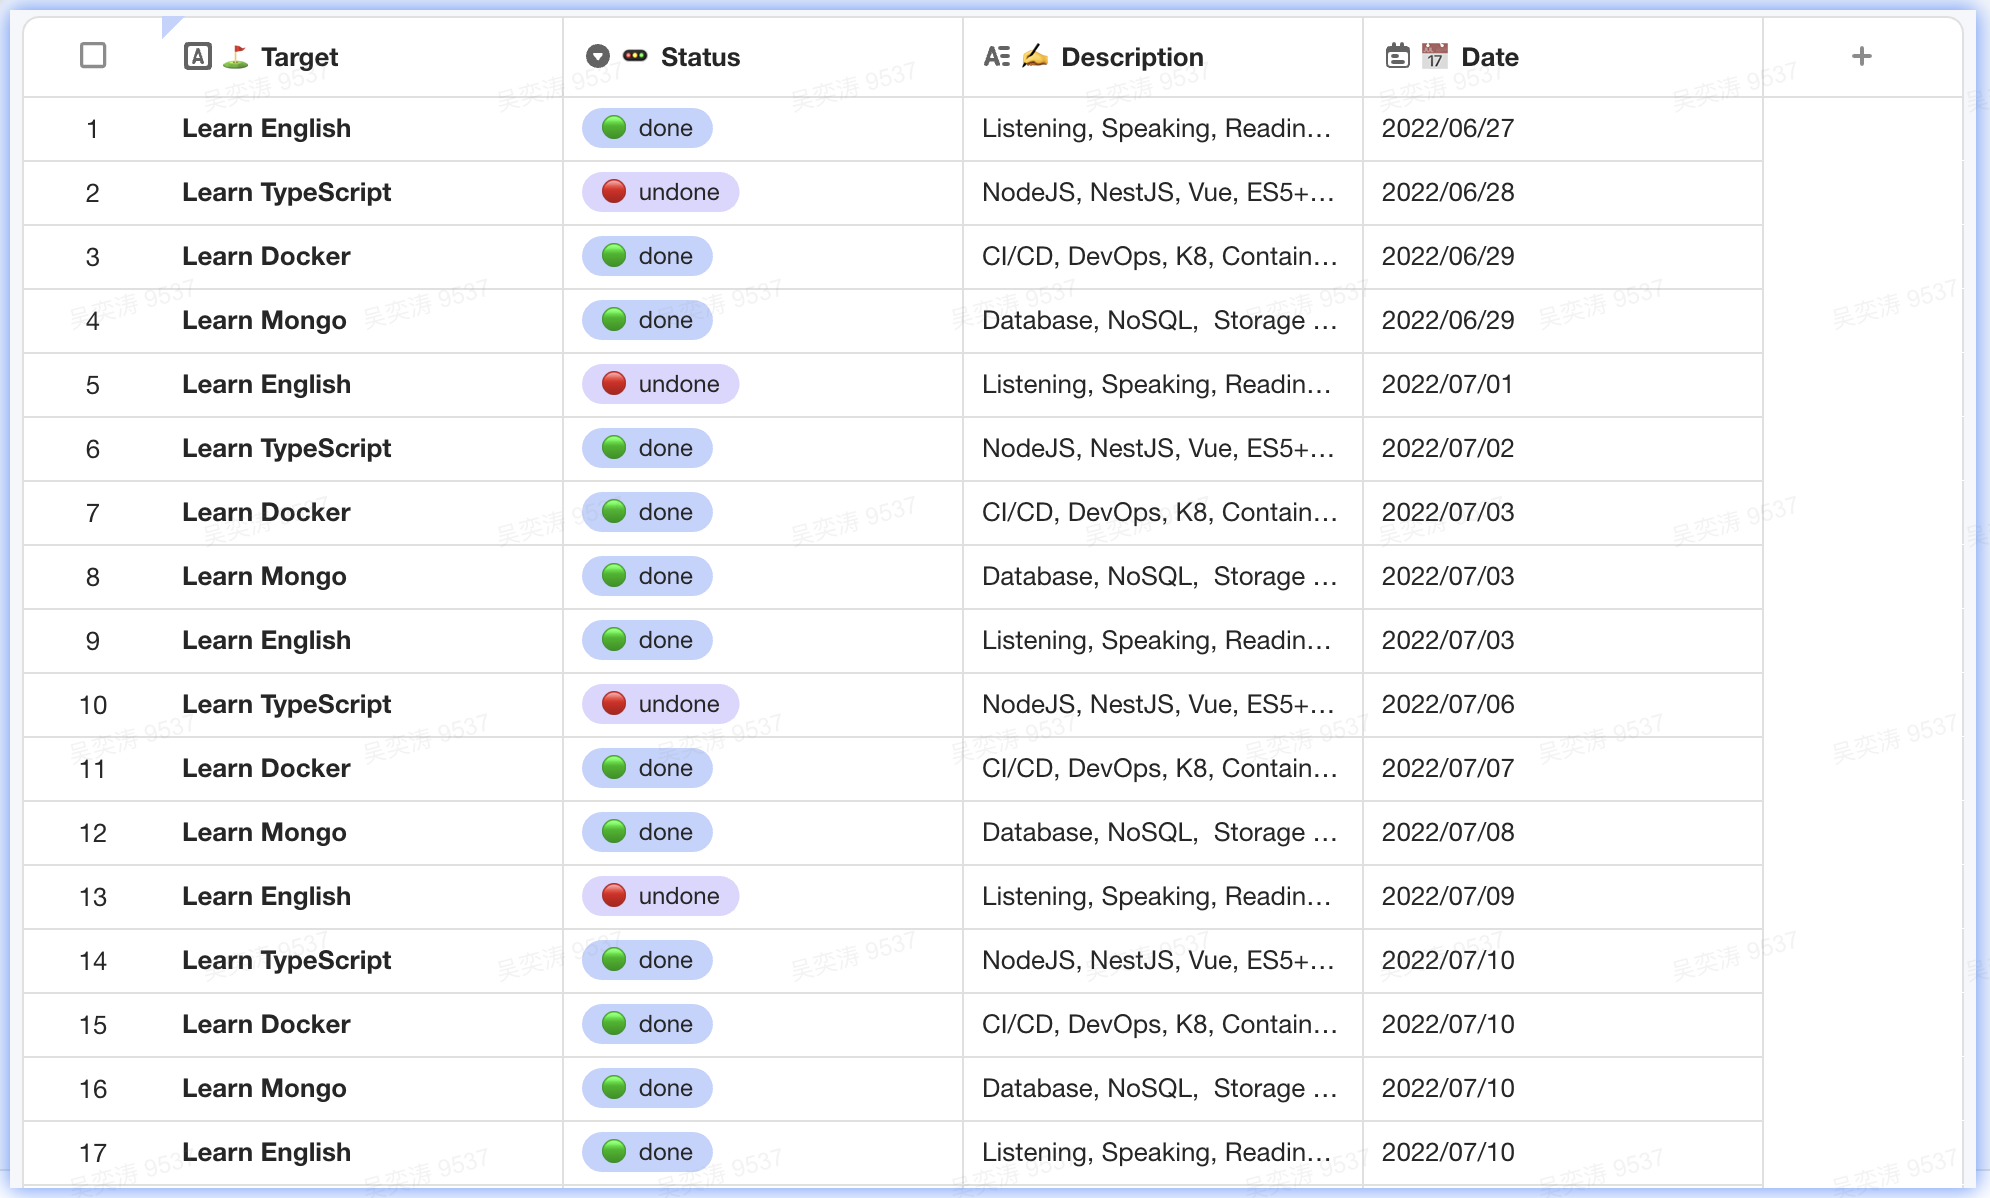 Target Status Description Date
1 Learn English done Listening, Speaking, Readin... 2022/06/27
2 Learn TypeScript undone NodeJS, NestJS, Vue, ES5+... 2022/06/28
3 Learn Docker done CI/CD, DevOps, K8, Contain... 2022/06/29
4 Learn Mongo done Database, NoSQL, Storage ... 2022/06/29
5 Learn English undone Listening, Speaking, Readin... 2022/07/01
6 Learn TypeScript done NodeJS, NestJS, Vue, ES5+... 2022/07/02
7 Learn Docker done CI/CD, DevOps, K8, Contain... 2022/07/03
8 Learn Mongo done Database, NoSQL, Storage ... 2022/07/03
9 Learn English done Listening, Speaking, Readin... 2022/07/03
10 Learn TypeScript undone NodeJS, NestJS, Vue, ES5+... 2022/07/06
11 Learn Docker done CI/CD, DevOps, K8, Contain... 2022/07/07
12 Learn Mongo done Database, NoSQL, Storage ... 2022/07/08
13 Learn English undone Listening, Speaking, Readin... 2022/07/09
14 Learn TypeScript done NodeJS, NestJS, Vue, ES5+... 2022/07/10
15 Learn Docker done CI/CD, DevOps, K8, Contain... 2022/07/10
16 Learn Mongo done Database, NoSQL, Storage ... 2022/07/10
17 Learn English done Listening, Speaking, Readin... 2022/07/10
吴奕涛 9537